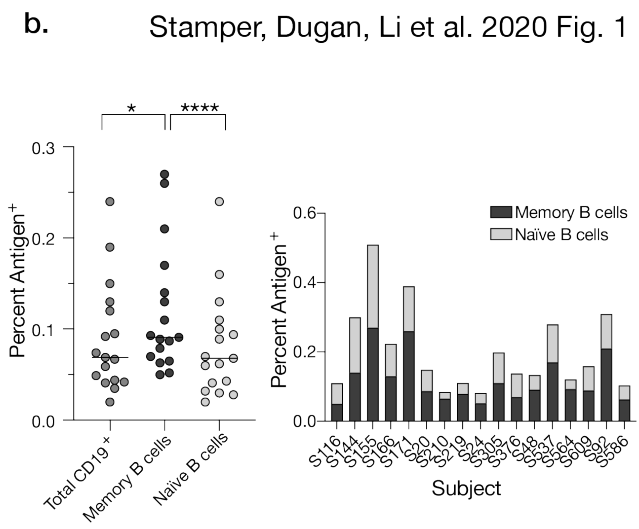 b.
Stamper, Dugan, Li et al. 2020 Fig. 1
*
****
Percent Antigen+
0.3
0.2
0.1
0.0
Total CD19+
Memory B cells
Naïve B cells
Percent Antigen+
0.6
0.4
0.2
0.0
Memory B cells
Naïve B cells
S116
S144
S155
S166
S171
S20
S210
S219
S24
S305
S376
S48
S537
S564
S609
S92
S586
Subject